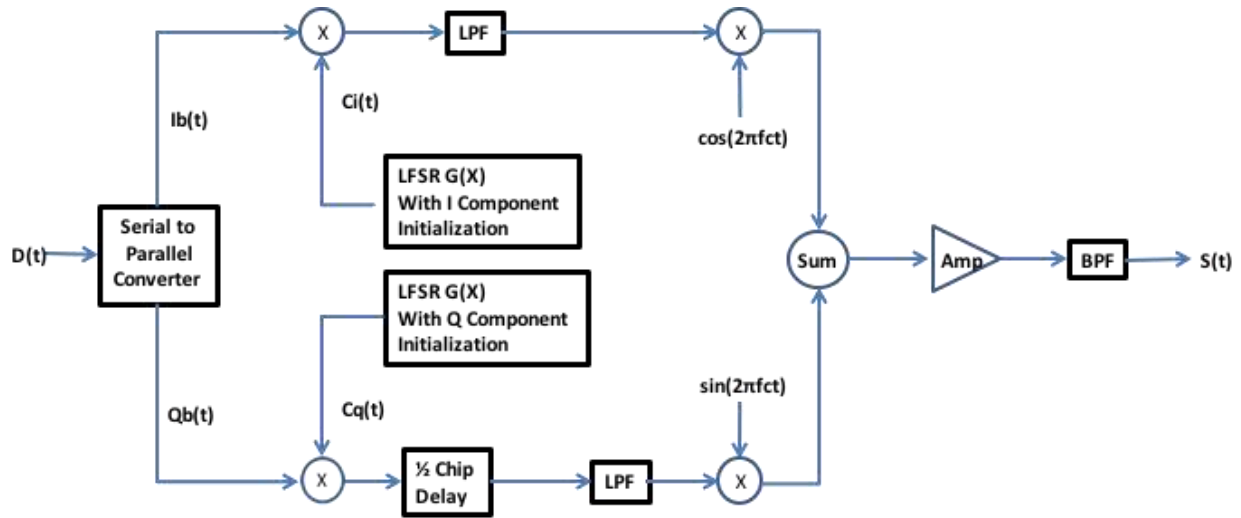 X
LPF
X
Ib(t)
Ci(t)
cos(2πfct)
LFSR G(X)
With I Component
Initialization
Serial to
Parallel
Converter
D(t)
Sum
Amp
BPF
S(t)
LFSR G(X)
With Q Component
Initialization
sin(2πfct)
Qb(t)
Cq(t)
X
½ Chip
Delay
LPF
X